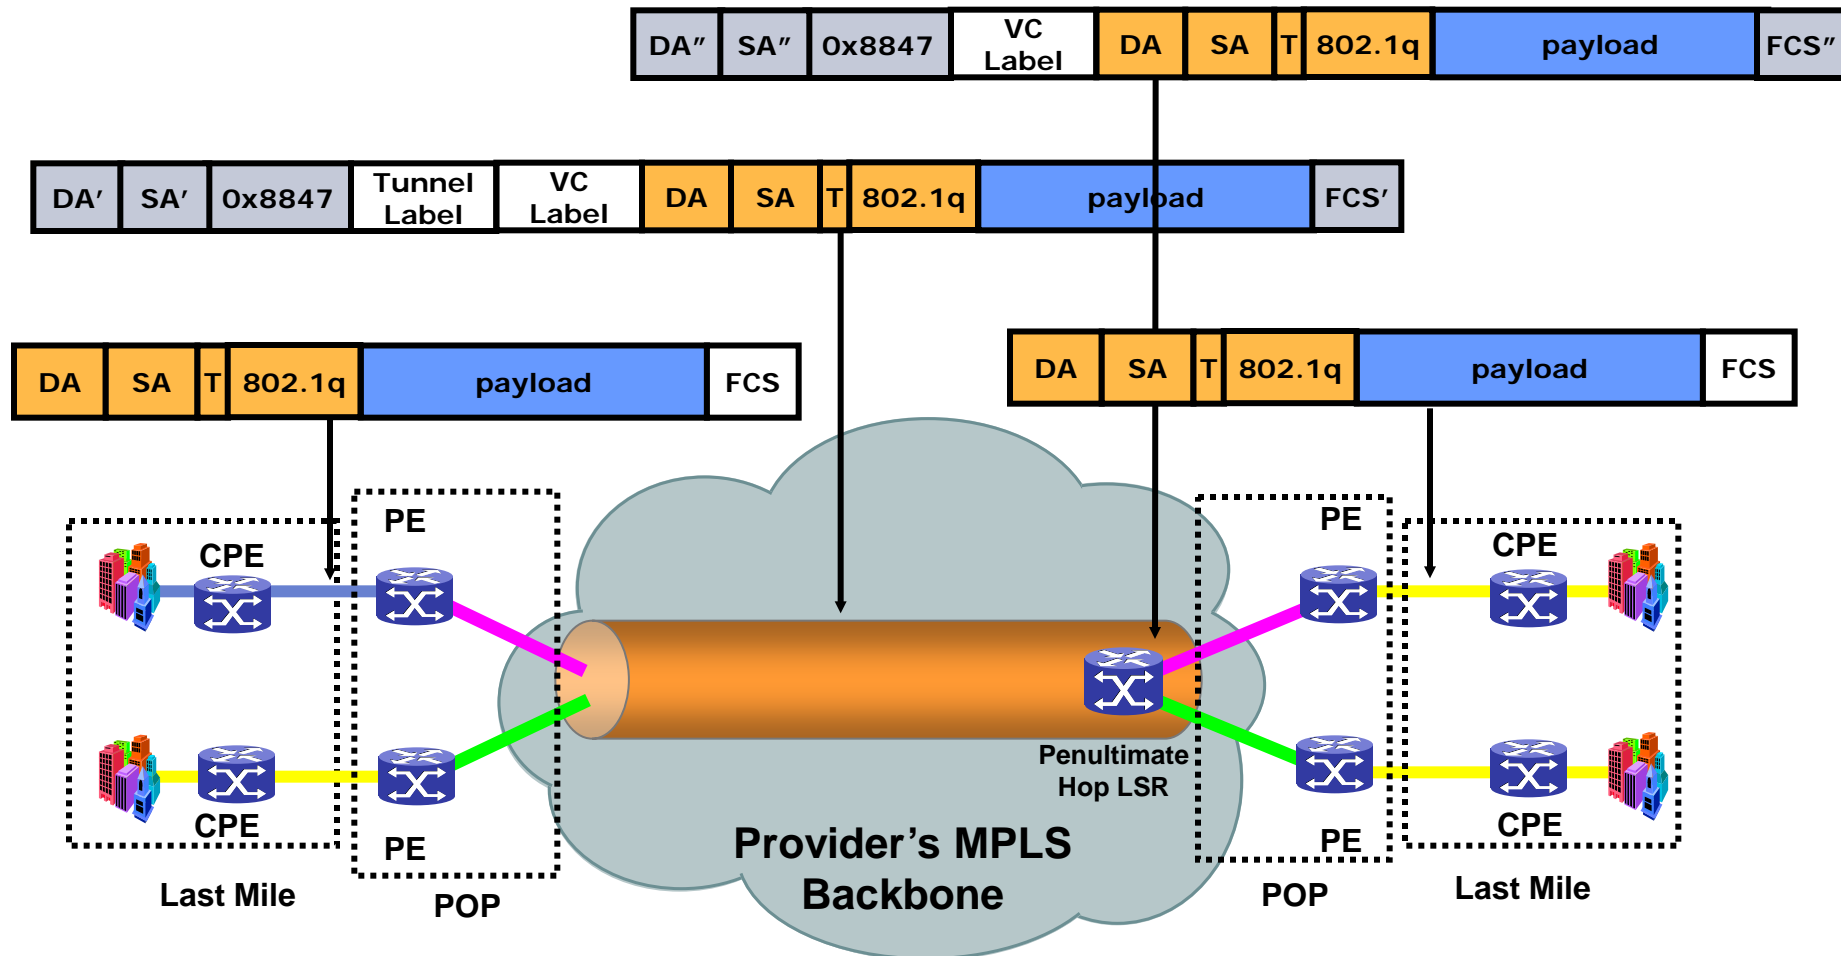 DA″ SA″ 0x8847 VC Label DA SA T 802.1q payload FCS″
DA′ SA′ 0x8847 Tunnel Label VC Label DA SA T 802.1q payload FCS′
DA SA T 802.1q payload FCS
DA SA T 802.1q payload FCS
PE
CPE
PE
CPE
CPE
PE
Penultimate
Hop LSR
PE
CPE
Provider’s MPLS
Backbone
Last Mile
POP
POP
Last Mile